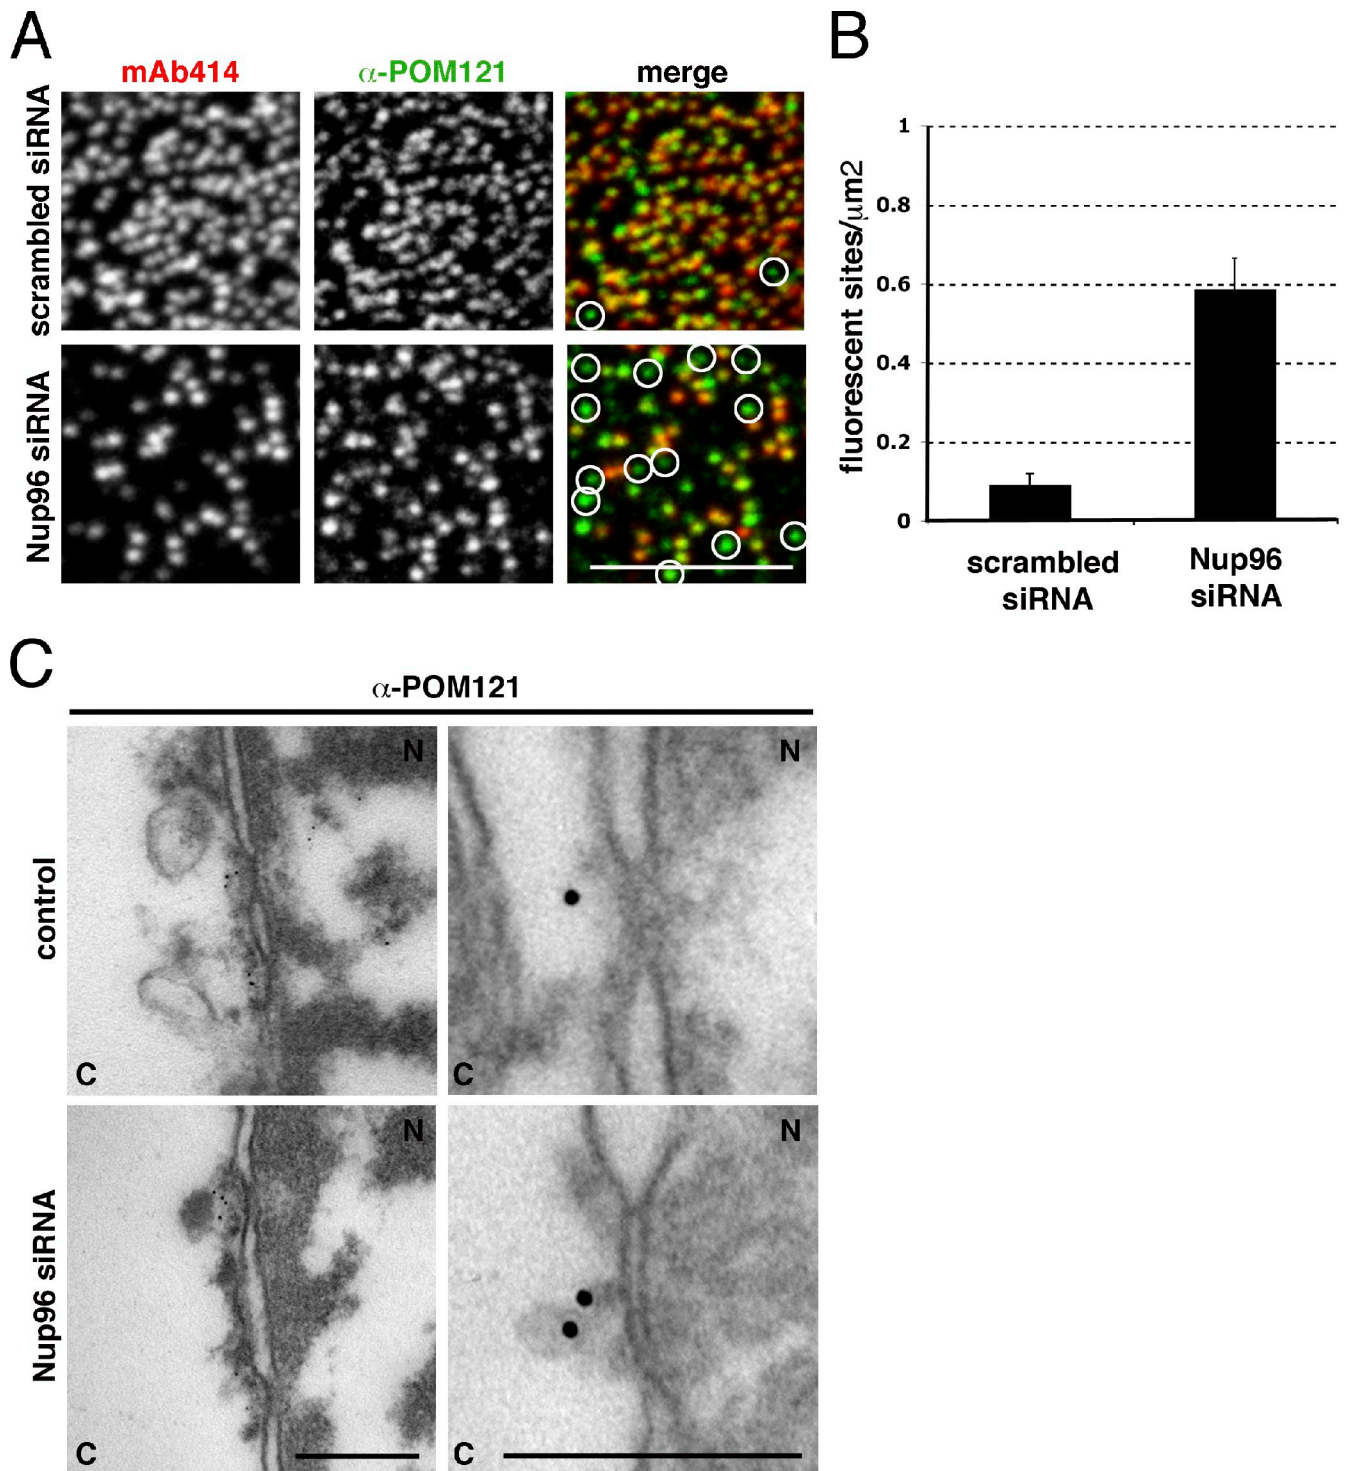 A
mAb414
α-POM121
merge
scrambled siRNA
Nup96 siRNA
B
fluorescent sites/μm2
1
0.8
0.6
0.4
0.2
0
scrambled
siRNA
Nup96
siRNA
C
α-POM121
control
N
C
N
C
Nup96 siRNA
N
C
N
C